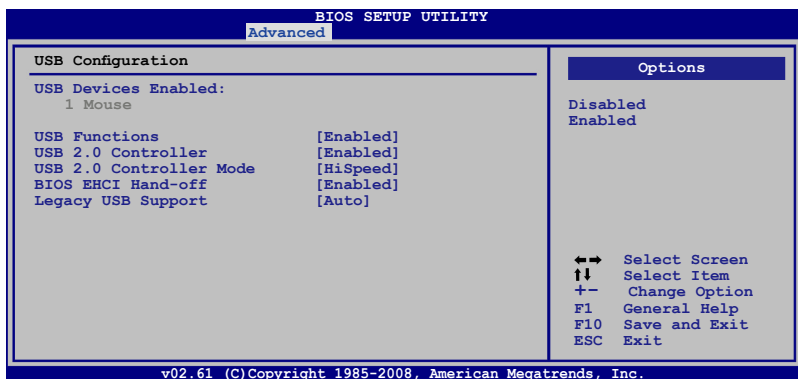 BIOS SETUP UTILITY
Advanced
USB Configuration
USB Devices Enabled:
1 Mouse
USB Functions [Enabled]
USB 2.0 Controller [Enabled]
USB 2.0 Controller Mode [HiSpeed]
BIOS EHCI Hand-off [Enabled]
Legacy USB Support [Auto]
Options
Disabled
Enabled
←→ Select Screen
↑↓ Select Item
+- Change Option
F1 General Help
F10 Save and Exit
ESC Exit
v02.61 (C)Copyright 1985-2008, American Megatrends, Inc.